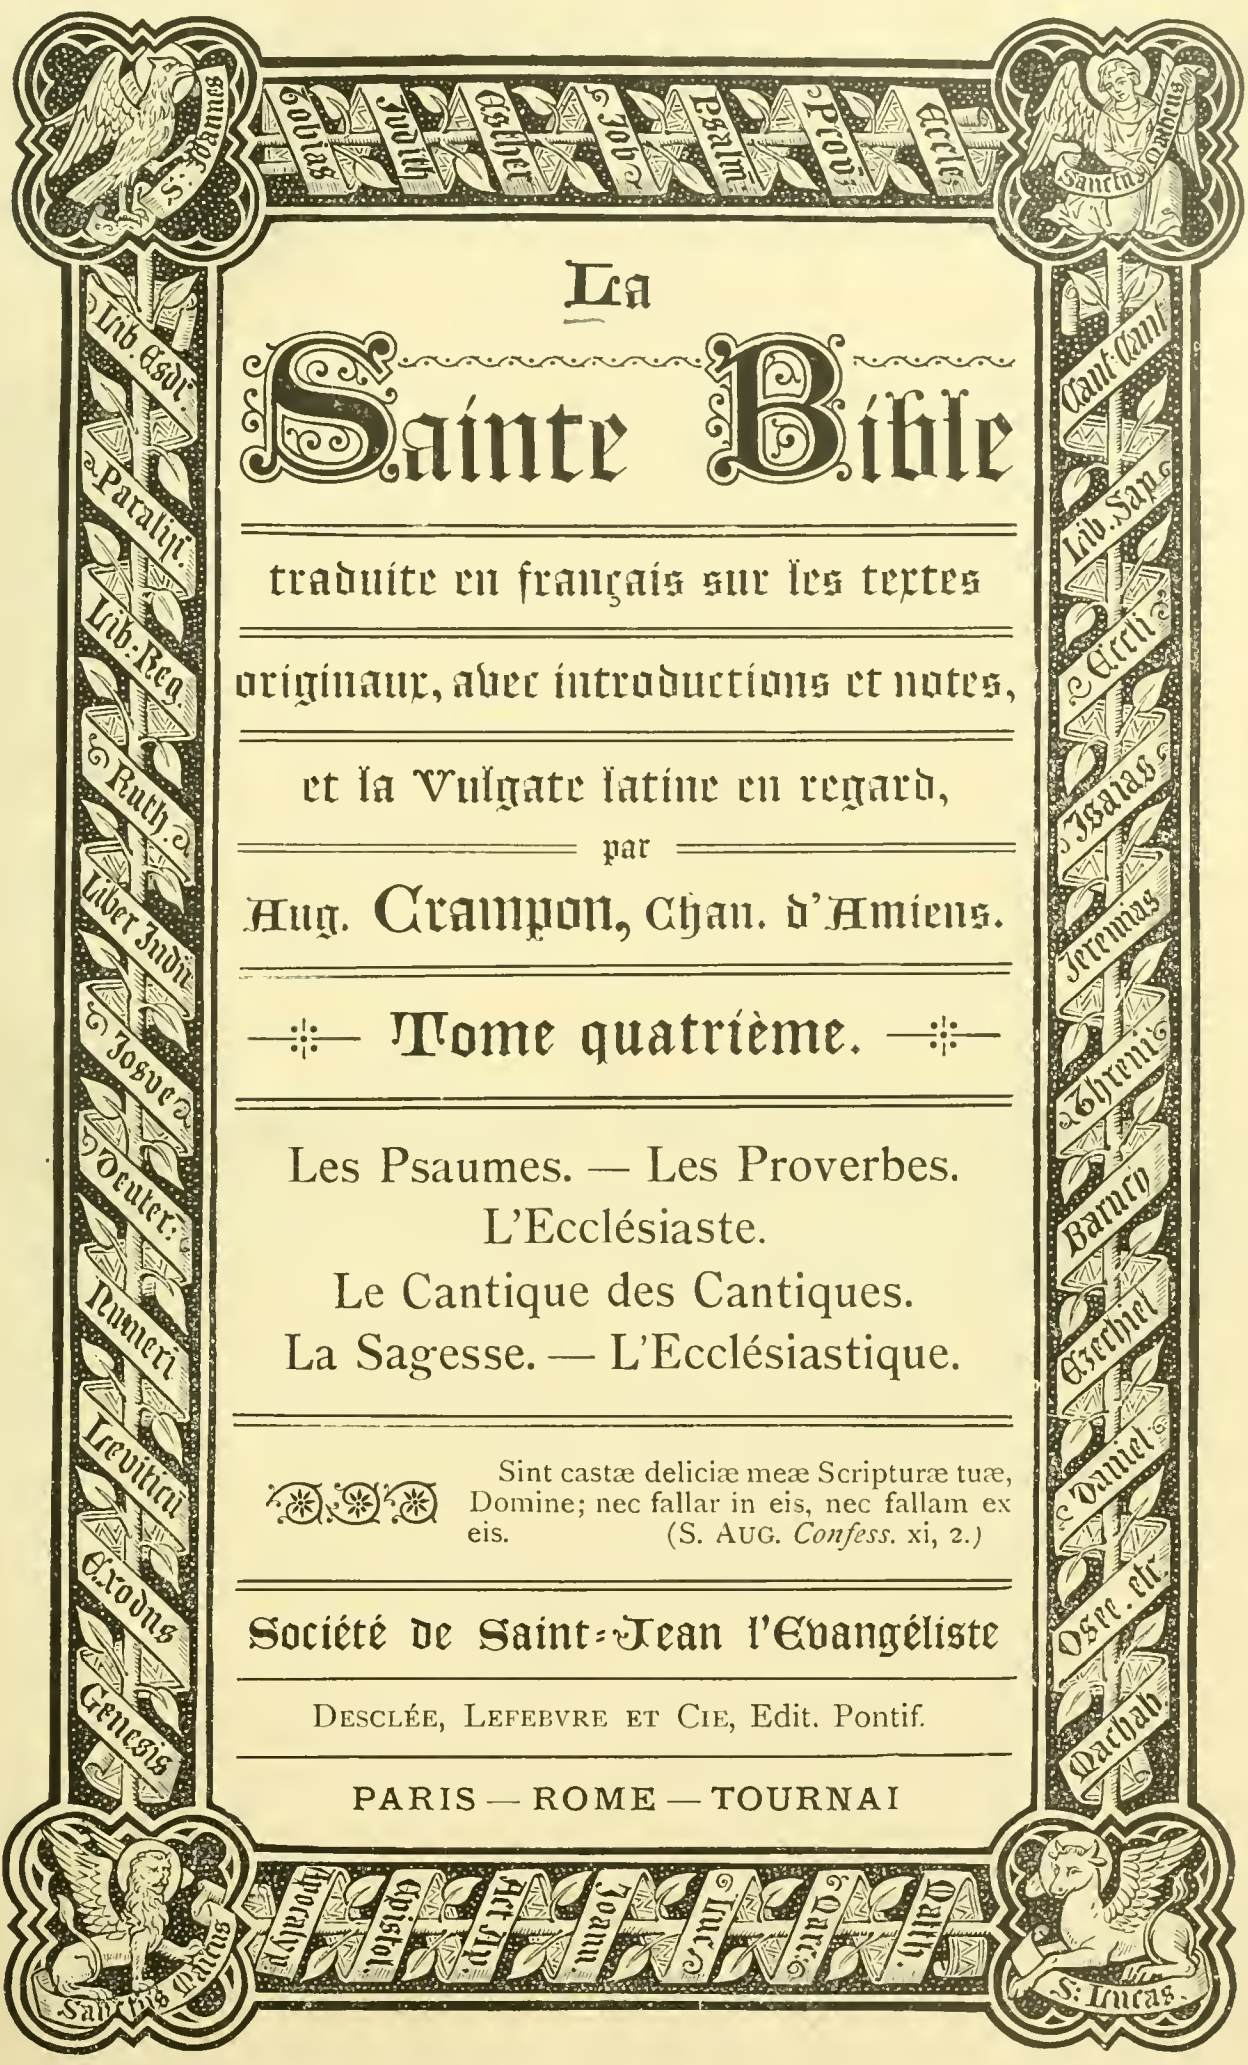 La
Sainte Bible
traduite en français sur les textes
originaux, avec introductions et notes,
et la Vulgate latine en regard,
par
Aug. Crampon, Chan. d'Amiens.
Tome quatrième.
Les Psaumes. — Les Proverbes.
L'Ecclésiaste.
Le Cantique des Cantiques.
La Sagesse. — L'Ecclésiastique.
Sint castæ deliciæ meæ Scripturæ tuæ,
Domine; nec fallar in eis, nec fallam ex
eis. (S. AUG. Confess. xi, 2.)
Société de Saint-Jean l'Evangéliste
DESCLÉE, LEFEBVRE ET CIE, Edit. Pontif.
PARIS — ROME — TOURNAI
Genesis
Exodus
Leviticu
Numeri
Deuter:
Josue
Liber Judic
Ruth.
Lib: Reg.
Paralip.
Lib. Esdr.
S: Joannes
Tobias
Judith
Esther
Job
Psalm:
Prov:
Eccle.
Sanctus Matheus
Cant: Cant
Lib. Sap.
Eccli
Isaias
Jeremias
Threni
Baruch
Ezechiel
Daniel
Osee. etc
Machab.
S: Lucas.
Matth.
Marc:
Luc,
Joann.
Act Ap.
Epistol
Apocalyp.
Sanctus Marcus